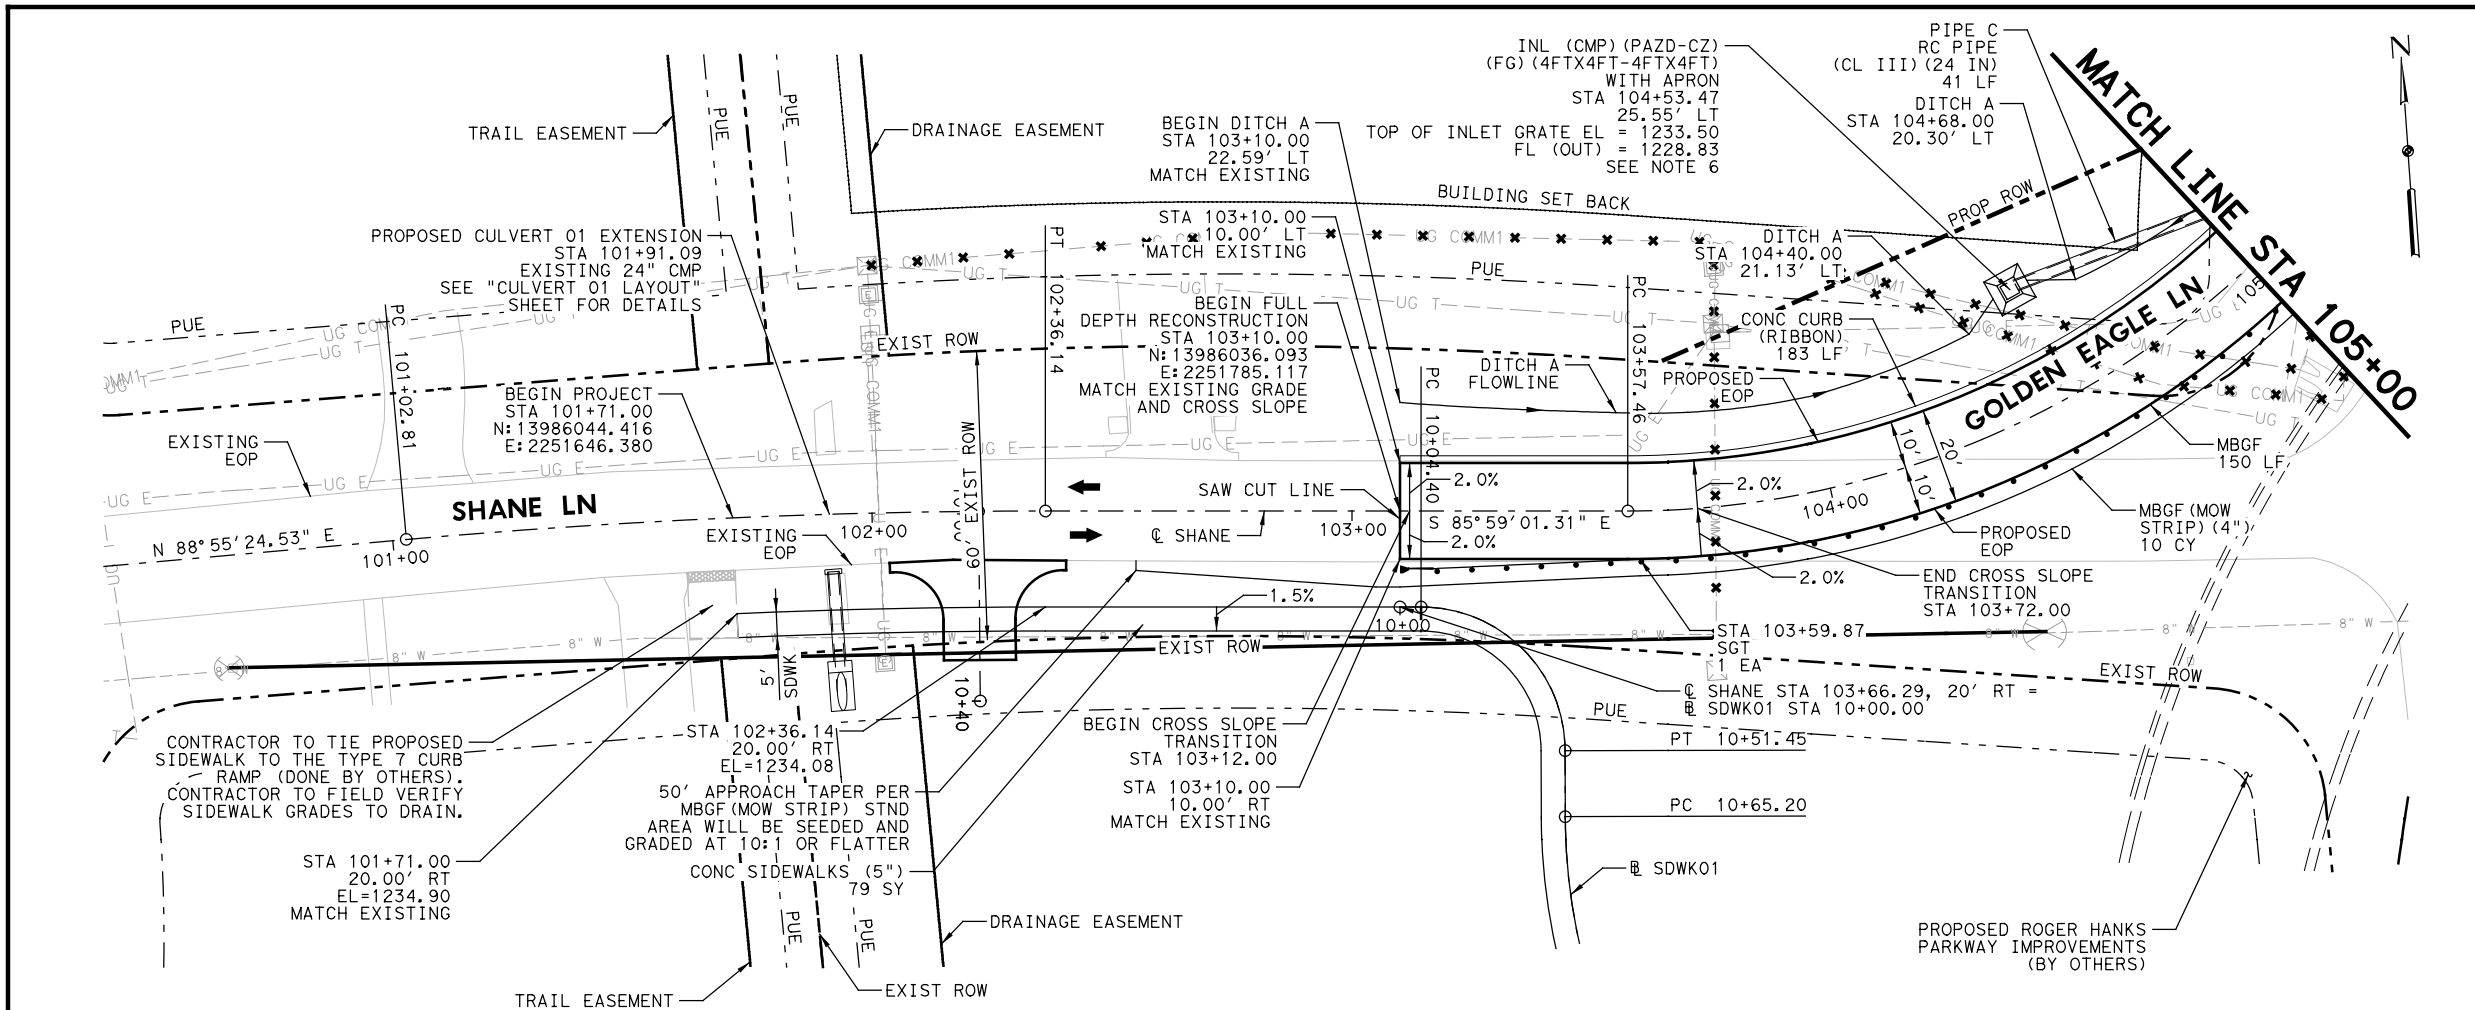 INL (CMP)(PAZD-CZ)
(FG)(4FTX4FT-4FTX4FT)
WITH APRON
STA 104+53.47
25.55' LT
TOP OF INLET GRATE EL = 1233.50
FL (OUT) = 1228.83
SEE NOTE 6
PIPE C
RC PIPE
(CL III)(24 IN)
41 LF
DITCH A
STA 104+68.00
20.30' LT
MATCH LINE STA 105+00
N
TRAIL EASEMENT
PUE
PUE
DRAINAGE EASEMENT
BEGIN DITCH A
STA 103+10.00
22.59' LT
MATCH EXISTING
BUILDING SET BACK
PROP ROW
STA 103+10.00
10.00' LT
MATCH EXISTING
DITCH A
STA 104+40.00
21.13' LT
PROPOSED CULVERT 01 EXTENSION
STA 101+91.09
EXISTING 24" CMP
SEE "CULVERT 01 LAYOUT"
SHEET FOR DETAILS
PUE
PUE
PC 101+02.81
PT 102+36.14
PC 103+57.46
PC 10+04.40
BEGIN FULL
DEPTH RECONSTRUCTION
STA 103+10.00
N:13986036.093
E:2251785.117
MATCH EXISTING GRADE
AND CROSS SLOPE
CONC CURB
(RIBBON)
183 LF
GOLDEN EAGLE LN
105
EXIST ROW
DITCH A
FLOWLINE
PROPOSED
EOP
BEGIN PROJECT
STA 101+71.00
N:13986044.416
E:2251646.380
EXISTING
EOP
UG COMM1
UG T
UG E
60' EXIST ROW
10'
10'
20'
MBGF
150 LF
SHANE LN
SAW CUT LINE
2.0%
2.0%
MBGF(MOW
STRIP)(4")
10 CY
N 88°55'24.53" E
101+00
EXISTING
EOP
102+00
℄ SHANE
103+00
S 85°59'01.31" E
2.0%
104+00
PROPOSED
EOP
2.0%
END CROSS SLOPE
TRANSITION
STA 103+72.00
1.5%
10+00
8" W
STA 103+59.87
SGT
1 EA
EXIST ROW
EXIST ROW
5'
SDWK
10+40
℄ SHANE STA 103+66.29, 20' RT =
BL SDWK01 STA 10+00.00
CONTRACTOR TO TIE PROPOSED
SIDEWALK TO THE TYPE 7 CURB
RAMP (DONE BY OTHERS).
CONTRACTOR TO FIELD VERIFY
SIDEWALK GRADES TO DRAIN.
STA 102+36.14
20.00' RT
EL=1234.08
BEGIN CROSS SLOPE
TRANSITION
STA 103+12.00
PUE
PT 10+51.45
50' APPROACH TAPER PER
MBGF(MOW STRIP) STND
AREA WILL BE SEEDED AND
GRADED AT 10:1 OR FLATTER
STA 103+10.00
10.00' RT
MATCH EXISTING
PC 10+65.20
STA 101+71.00
20.00' RT
EL=1234.90
MATCH EXISTING
CONC SIDEWALKS (5")
79 SY
BL SDWK01
PUE
PUE
DRAINAGE EASEMENT
PROPOSED ROGER HANKS
PARKWAY IMPROVEMENTS
(BY OTHERS)
TRAIL EASEMENT
EXIST ROW